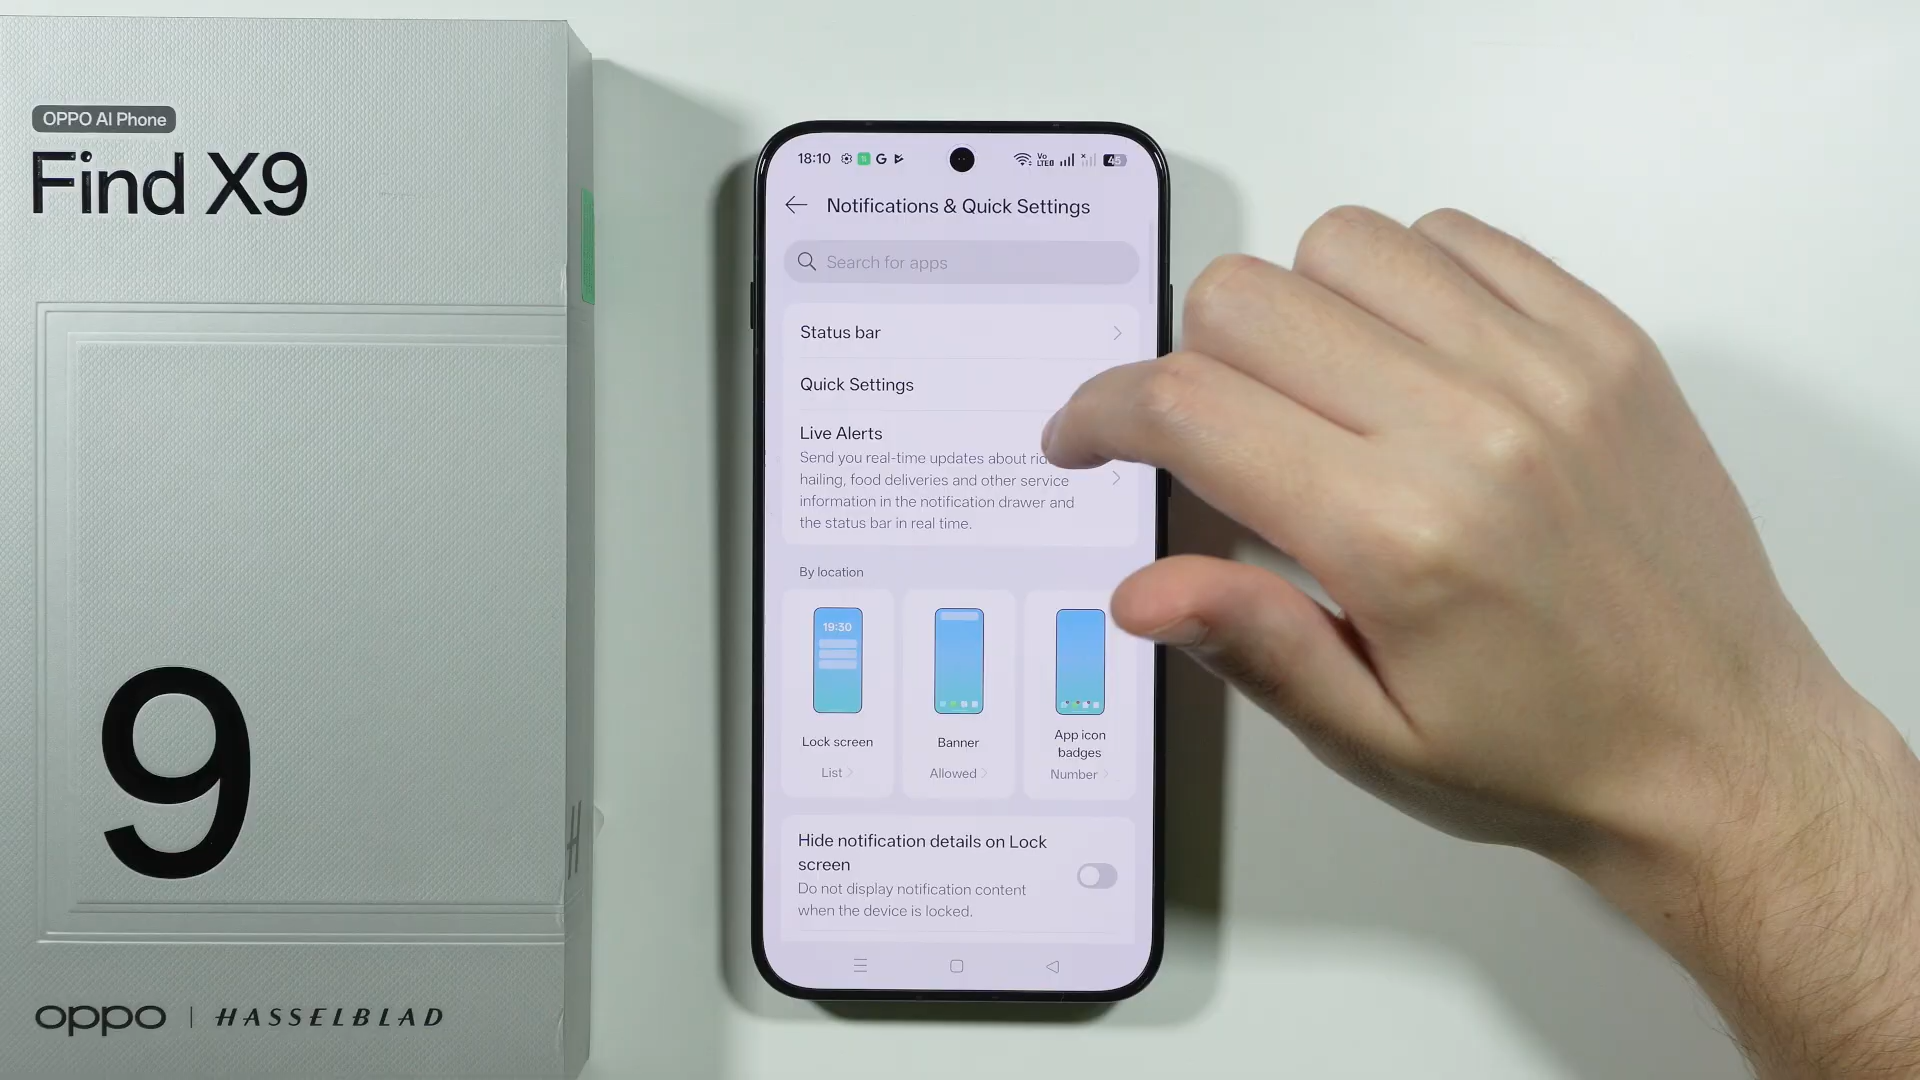 OPPO AI Phone
Find X9
9
oppo | HASSELBLAD
18:10
Vo
LTE
45
Notifications & Quick Settings
Search for apps
Status bar
Quick Settings
Live Alerts
Send you real-time updates about
hailing, food deliveries and other service
information in the notification drawer and
the status bar in real time.
By location
19:30
Lock screen
List
Banner
Allowed
App icon
badges
Number
Hide notification details on Lock
screen
Do not display notification content
when the device is locked.